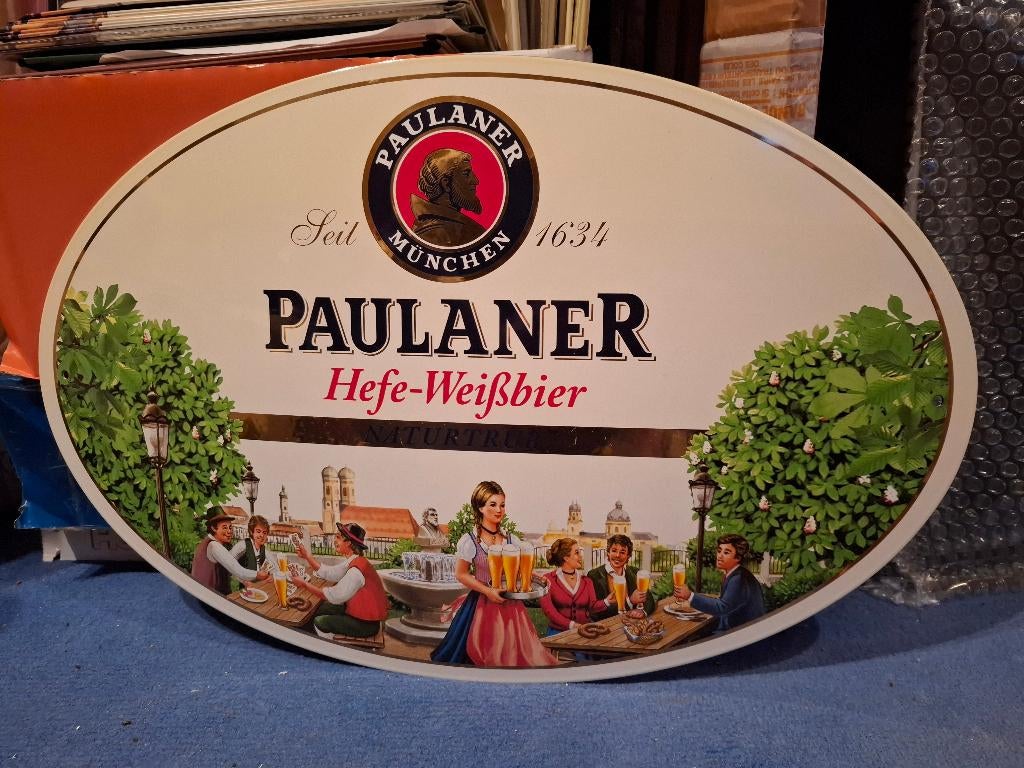 PAULANER
MÜNCHEN
Seit 1634
PAULANER
Hefe-Weißbier
NATURTRÜB